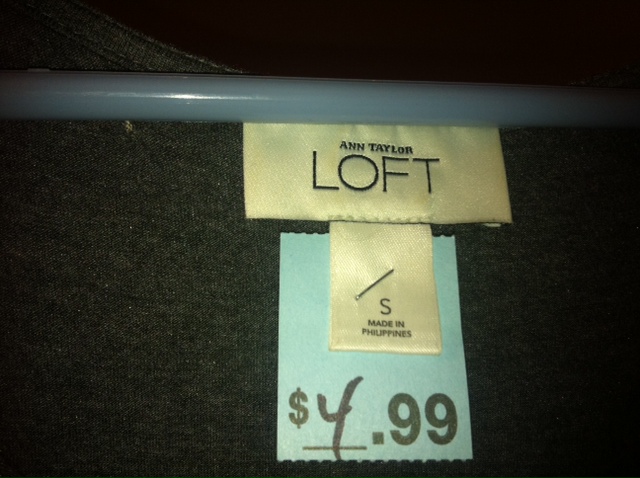 ANN TAYLOR
LOFT
S
MADE IN
PHILIPPINES
$4.99